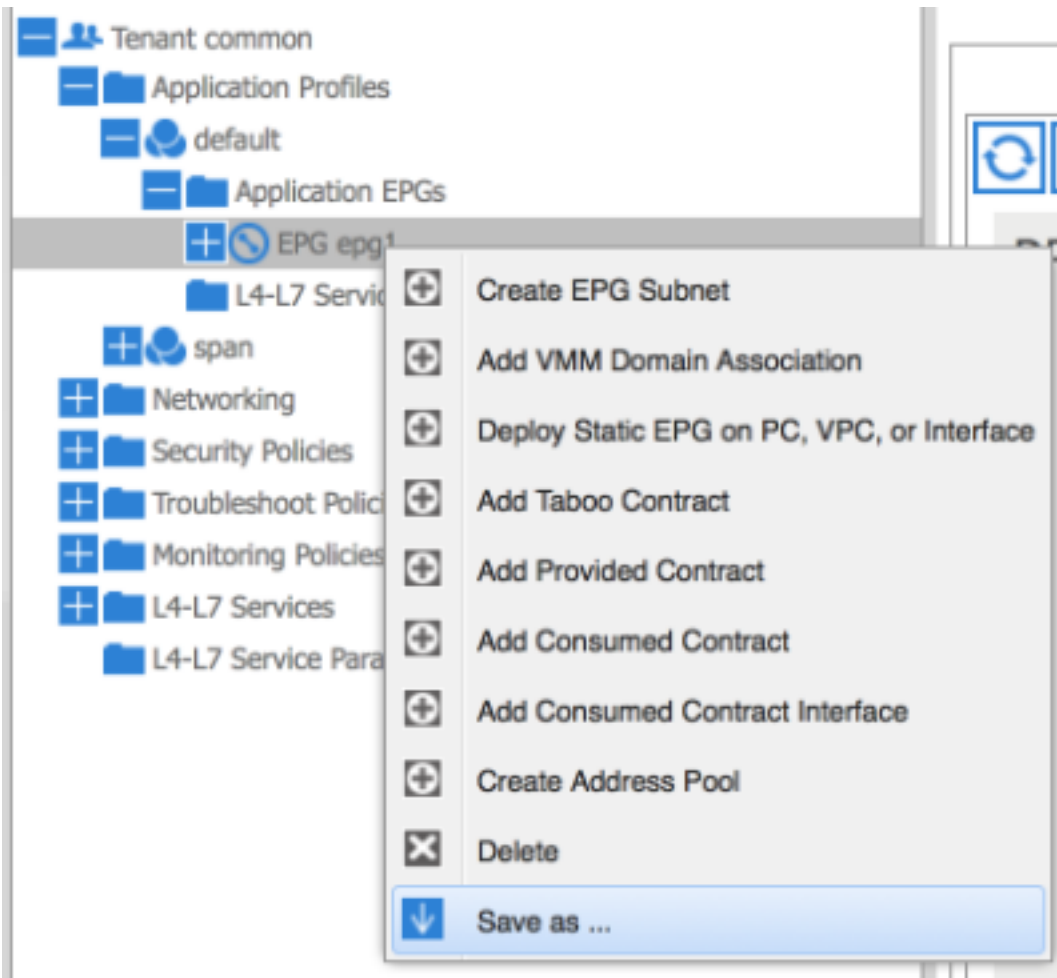 Tenant common
Application Profiles
default
Application EPGs
EPG epg1
L4-L7 Servic
span
Networking
Security Policies
Troubleshoot Polici
Monitoring Policies
L4-L7 Services
L4-L7 Service Para
Create EPG Subnet
Add VMM Domain Association
Deploy Static EPG on PC, VPC, or Interface
Add Taboo Contract
Add Provided Contract
Add Consumed Contract
Add Consumed Contract Interface
Create Address Pool
Delete
Save as ...